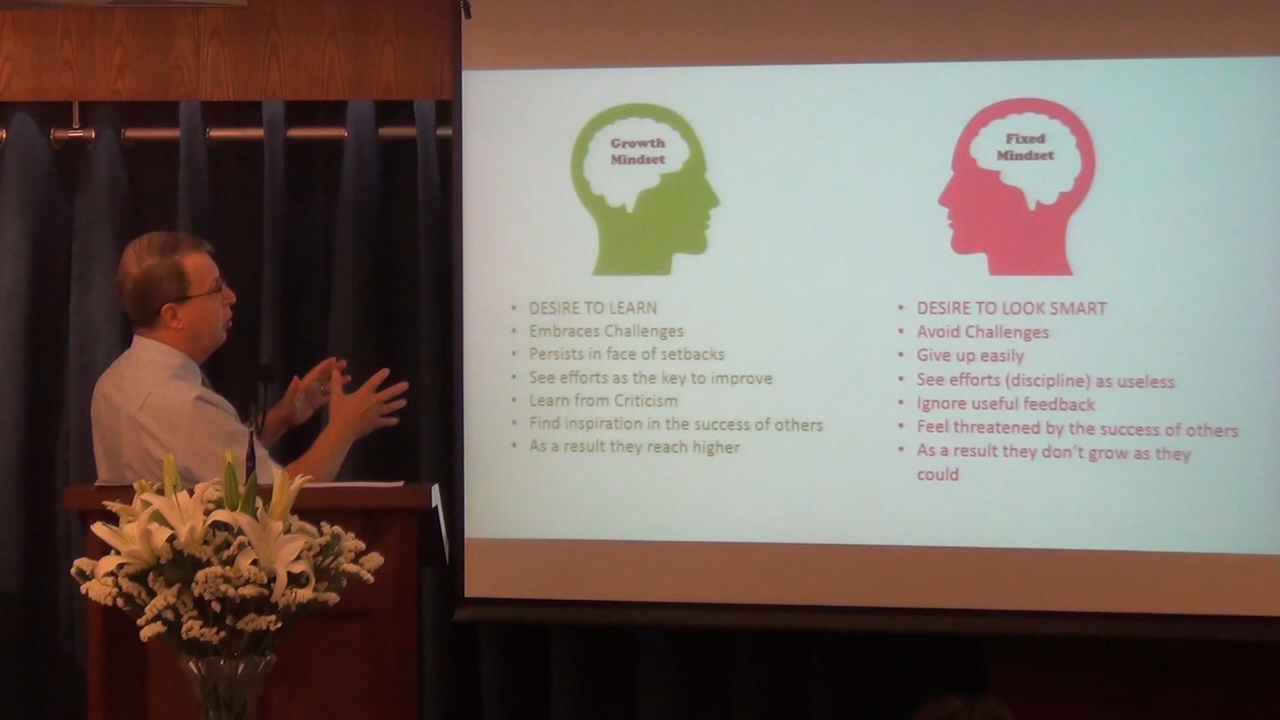 Growth
Mindset
• DESIRE TO LEARN
• Embraces Challenges
• Persists in face of setbacks
• See efforts as the key to improve
• Learn from Criticism
• Find inspiration in the success of others
• As a result they reach higher
Fixed
Mindset
• DESIRE TO LOOK SMART
• Avoid Challenges
• Give up easily
• See efforts (discipline) as useless
• Ignore useful feedback
• Feel threatened by the success of others
• As a result they don't grow as they
could